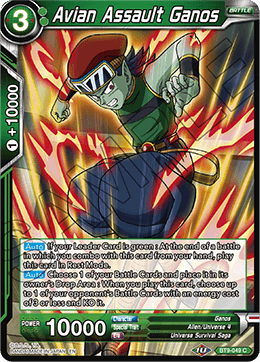 3
BATTLE
Avian Assault Ganos
1 +10000
Auto If your Leader Card is green : At the end of a battle
in which you combo with this card from your hand, play
this card in Rest Mode.
Auto Choose 1 of your Battle Cards and place it in its
owner's Drop Area : When you play this card, choose up
to 1 of your opponent's Battle Cards with an energy cost
of 3 or less and KO it.
POWER
10000
Character
Ganos
Special Trait
Alien/Universe 4
Era
Universe Survival Saga
BT9-049 C